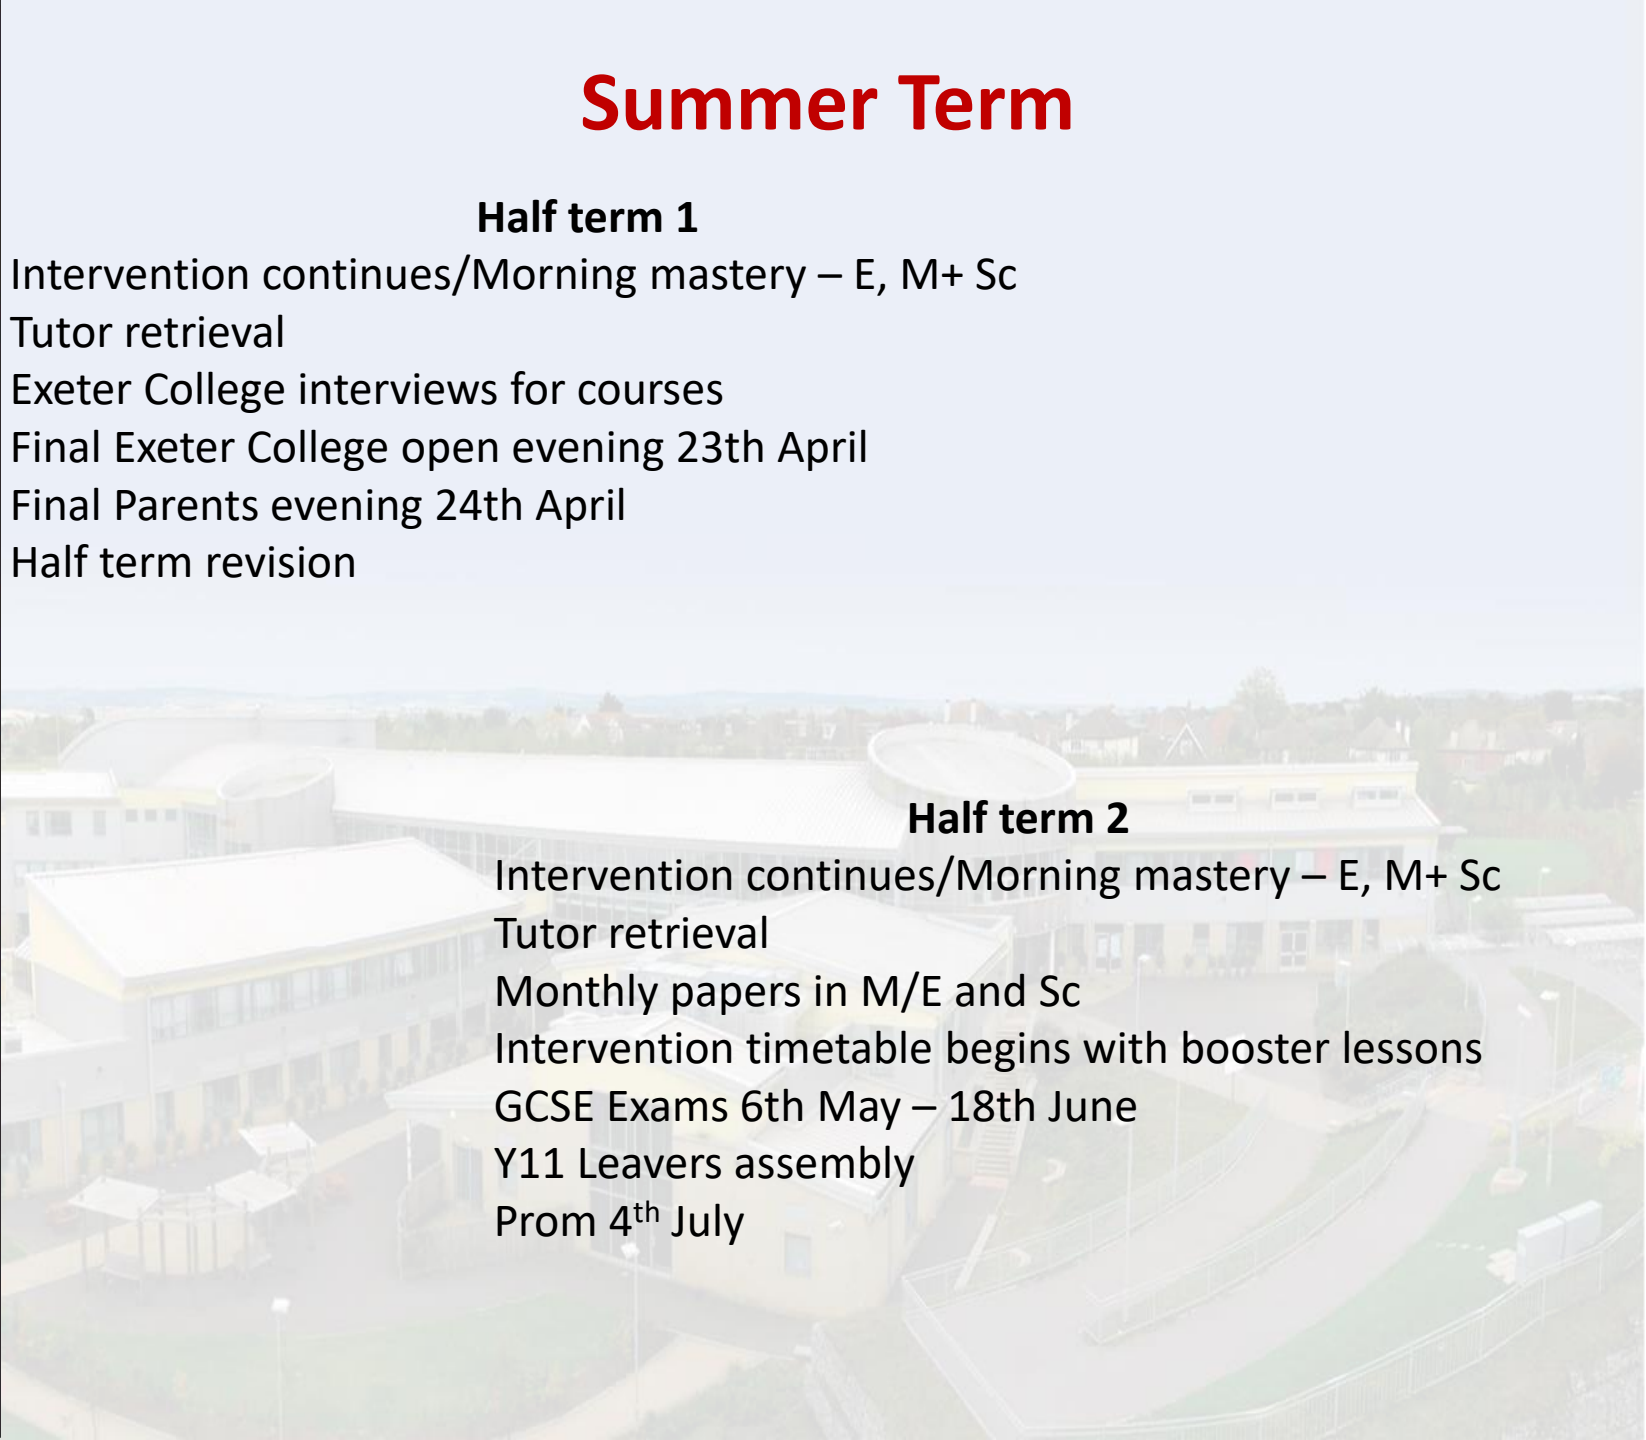 Summer Term
Half term 1
Intervention continues/Morning mastery – E, M+ Sc
Tutor retrieval
Exeter College interviews for courses
Final Exeter College open evening 23th April
Final Parents evening 24th April
Half term revision
Half term 2
Intervention continues/Morning mastery – E, M+ Sc
Tutor retrieval
Monthly papers in M/E and Sc
Intervention timetable begins with booster lessons
GCSE Exams 6th May – 18th June
Y11 Leavers assembly
Prom 4th July